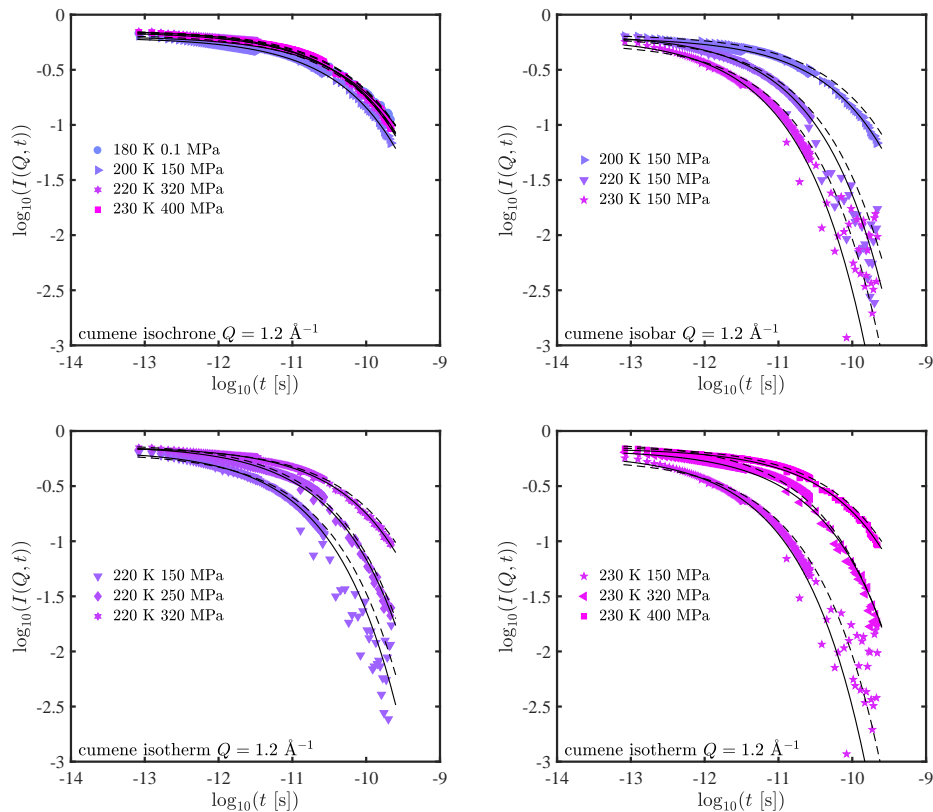 0
-0.5
-1
-1.5
-2
-2.5
-3
log₁₀(I(Q, t))
180 K 0.1 MPa
200 K 150 MPa
220 K 320 MPa
230 K 400 MPa
cumene isochrone Q = 1.2 Å⁻¹
-14 -13 -12 -11 -10 -9
log₁₀(t [s])
0
-0.5
-1
-1.5
-2
-2.5
-3
log₁₀(I(Q, t))
200 K 150 MPa
220 K 150 MPa
230 K 150 MPa
cumene isobar Q = 1.2 Å⁻¹
-14 -13 -12 -11 -10 -9
log₁₀(t [s])
0
-0.5
-1
-1.5
-2
-2.5
-3
log₁₀(I(Q, t))
220 K 150 MPa
220 K 250 MPa
220 K 320 MPa
cumene isotherm Q = 1.2 Å⁻¹
-14 -13 -12 -11 -10 -9
log₁₀(t [s])
0
-0.5
-1
-1.5
-2
-2.5
-3
log₁₀(I(Q, t))
230 K 150 MPa
230 K 320 MPa
230 K 400 MPa
cumene isotherm Q = 1.2 Å⁻¹
-14 -13 -12 -11 -10 -9
log₁₀(t [s])